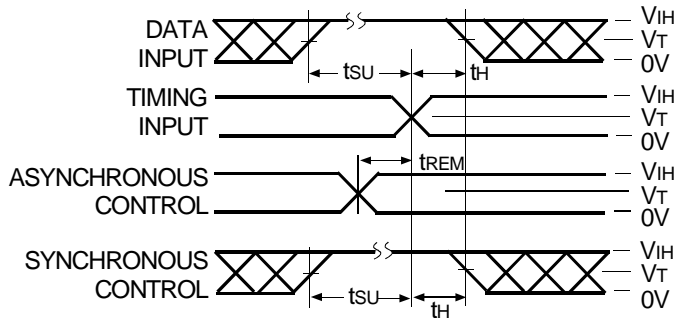 DATA
INPUT
tSU
tH
VIH
VT
0V
TIMING
INPUT
VIH
VT
0V
tREM
ASYNCHRONOUS
CONTROL
VIH
VT
0V
SYNCHRONOUS
CONTROL
tSU
tH
VIH
VT
0V